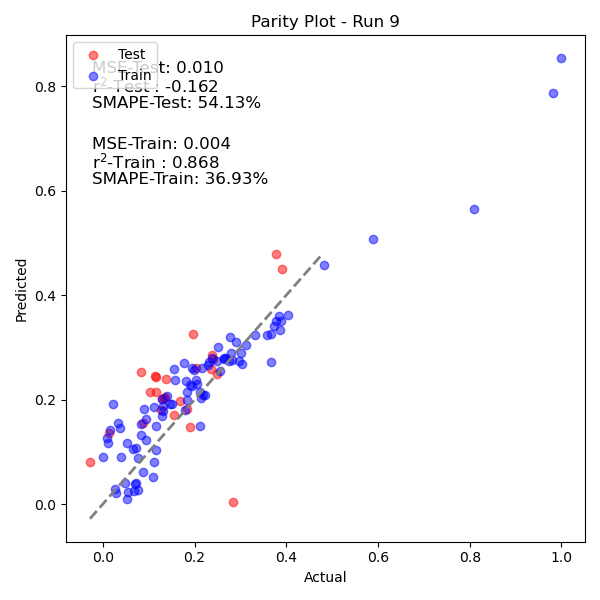 Parity Plot - Run 9
Test
Train
MSE-Test: 0.010
r²-Test : -0.162
SMAPE-Test: 54.13%
MSE-Train: 0.004
r²-Train : 0.868
SMAPE-Train: 36.93%
Predicted
0.8
0.6
0.4
0.2
0.0
0.0 0.2 0.4 0.6 0.8 1.0
Actual